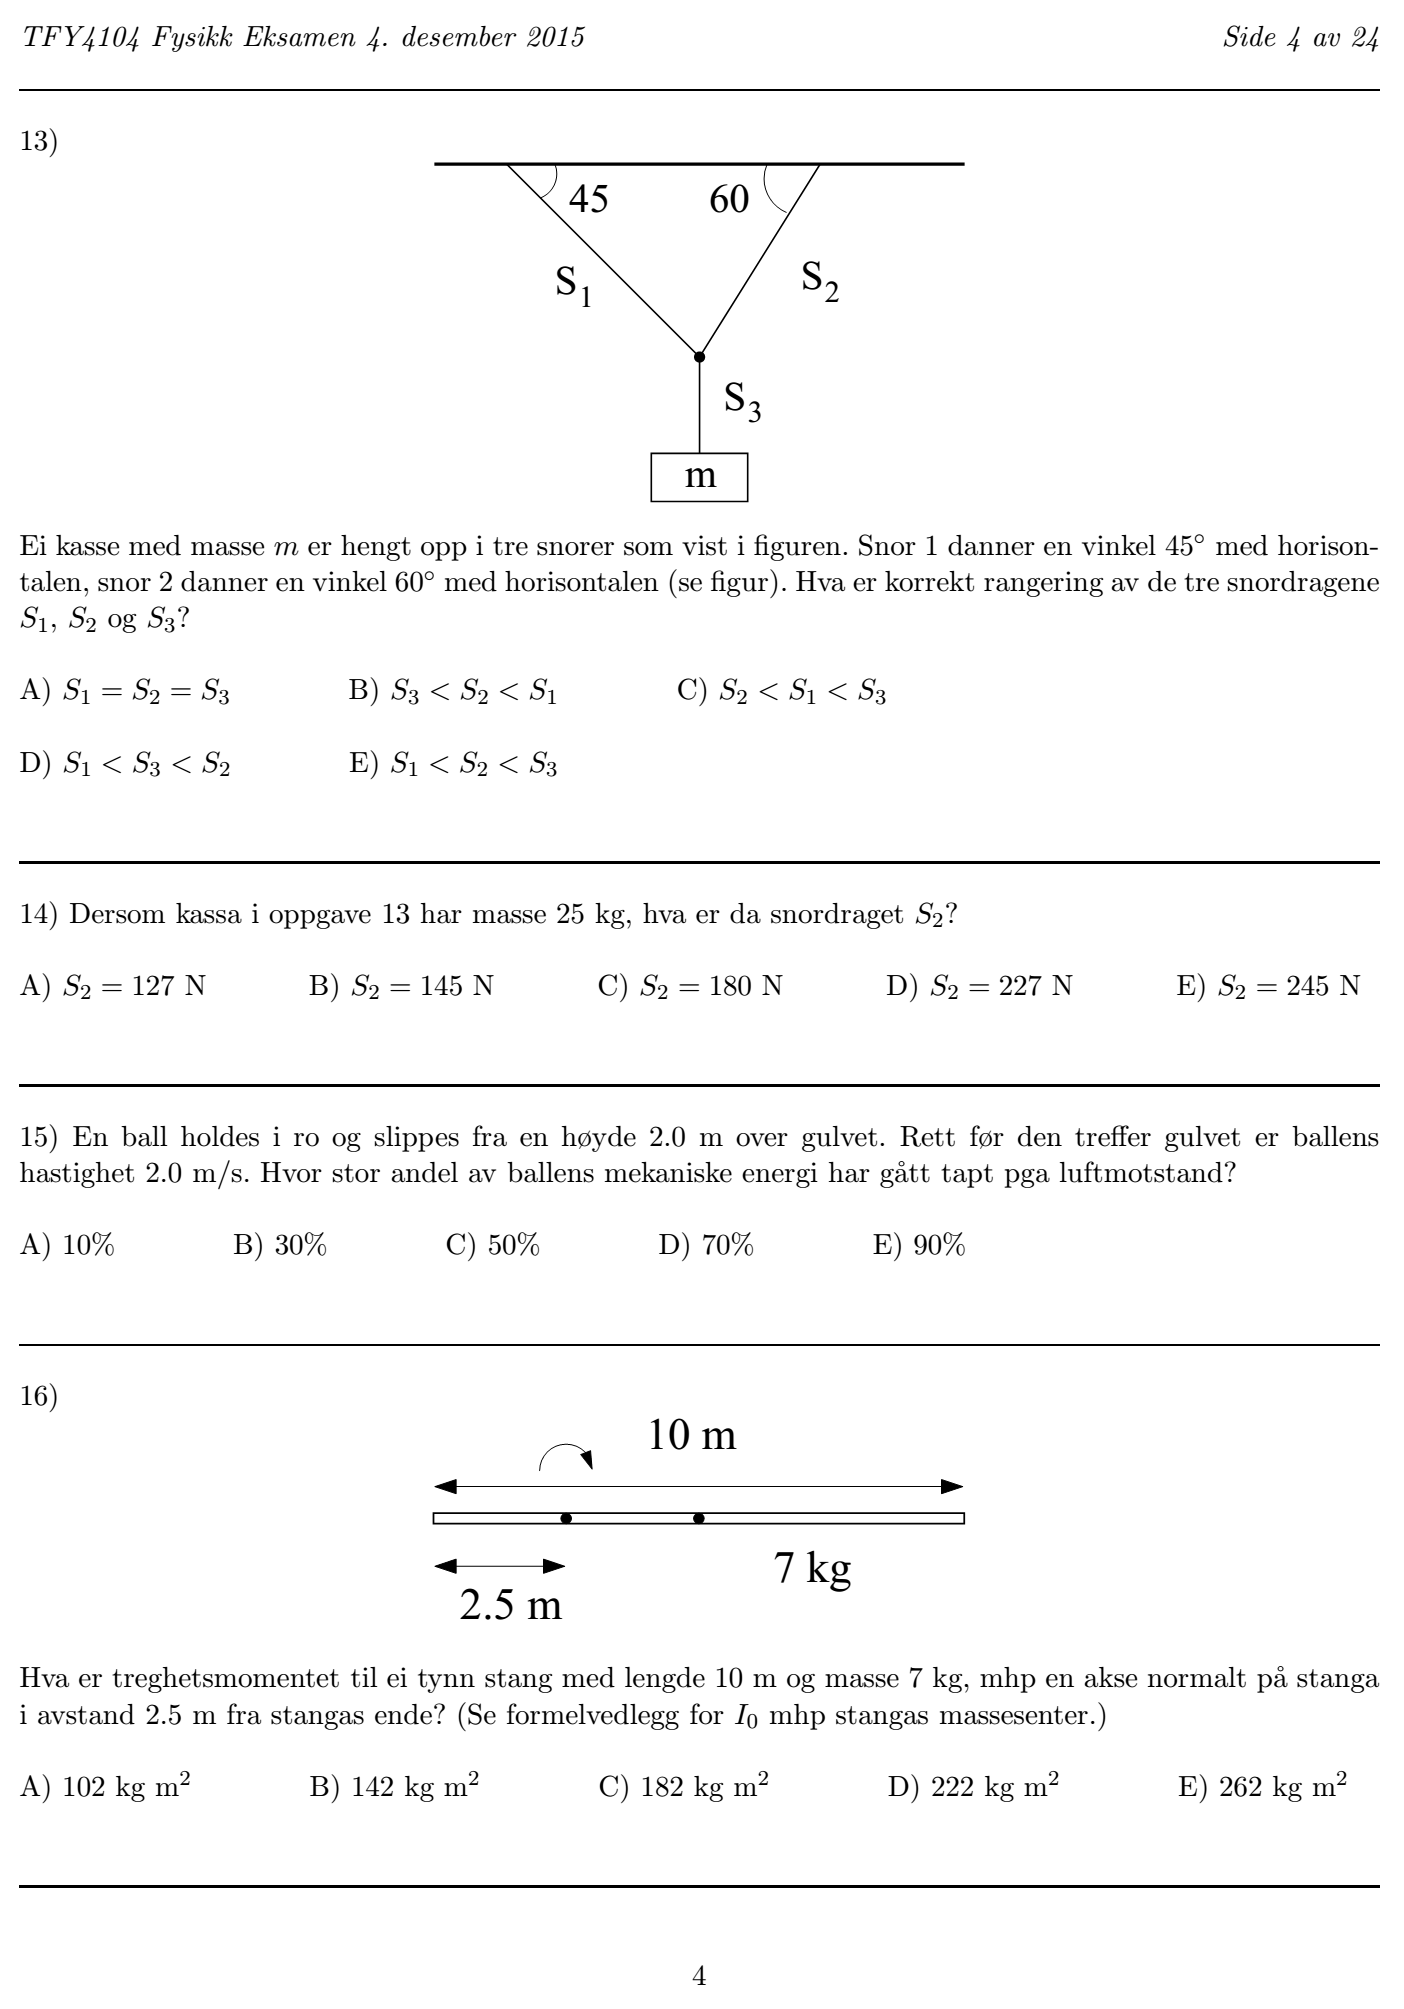 TFY4104 Fysikk Eksamen 4. desember 2015 Side 4 av 24
13)
45 60
S₁ S₂
S₃
m
Ei kasse med masse m er hengt opp i tre snorer som vist i figuren. Snor 1 danner en vinkel 45° med horison-
talen, snor 2 danner en vinkel 60° med horisontalen (se figur). Hva er korrekt rangering av de tre snordragene
S₁, S₂ og S₃?
A) S₁ = S₂ = S₃ B) S₃ < S₂ < S₁ C) S₂ < S₁ < S₃
D) S₁ < S₃ < S₂ E) S₁ < S₂ < S₃
14) Dersom kassa i oppgave 13 har masse 25 kg, hva er da snordraget S₂?
A) S₂ = 127 N B) S₂ = 145 N C) S₂ = 180 N D) S₂ = 227 N E) S₂ = 245 N
15) En ball holdes i ro og slippes fra en høyde 2.0 m over gulvet. Rett før den treffer gulvet er ballens
hastighet 2.0 m/s. Hvor stor andel av ballens mekaniske energi har gått tapt pga luftmotstand?
A) 10% B) 30% C) 50% D) 70% E) 90%
16)
10 m
7 kg
2.5 m
Hva er treghetsmomentet til ei tynn stang med lengde 10 m og masse 7 kg, mhp en akse normalt på stanga
i avstand 2.5 m fra stangas ende? (Se formelvedlegg for I₀ mhp stangas massesenter.)
A) 102 kg m² B) 142 kg m² C) 182 kg m² D) 222 kg m² E) 262 kg m²
4